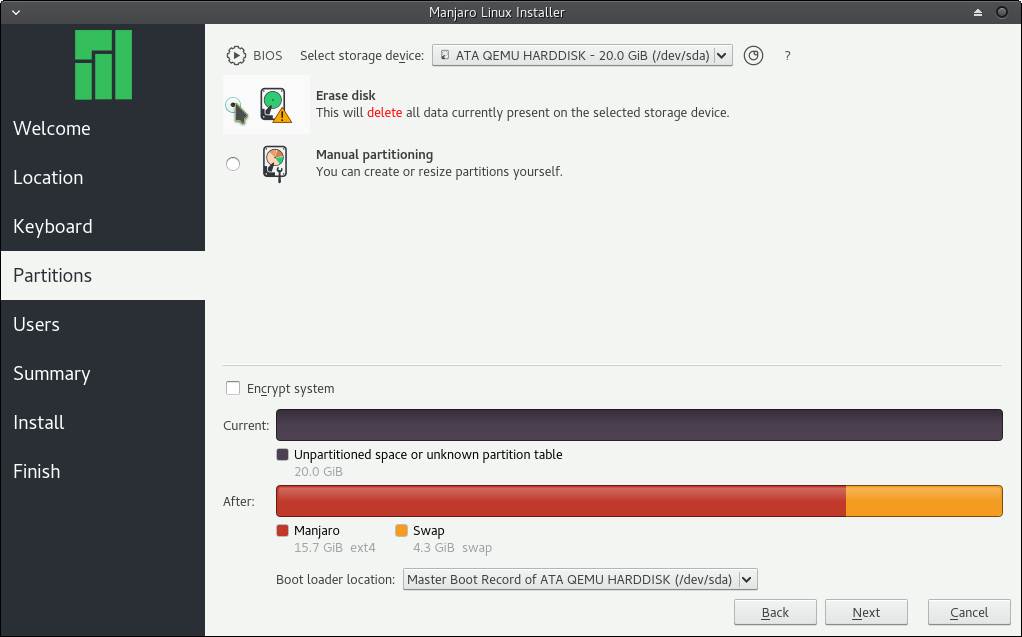 Manjaro Linux Installer
Welcome
Location
Keyboard
Partitions
Users
Summary
Install
Finish
BIOS Select storage device: ATA QEMU HARDDISK - 20.0 GiB (/dev/sda) ?
Erase disk
This will delete all data currently present on the selected storage device.
Manual partitioning
You can create or resize partitions yourself.
Encrypt system
Current:
Unpartitioned space or unknown partition table
20.0 GiB
After:
Manjaro Swap
15.7 GiB ext4 4.3 GiB swap
Boot loader location: Master Boot Record of ATA QEMU HARDDISK (/dev/sda)
Back Next Cancel